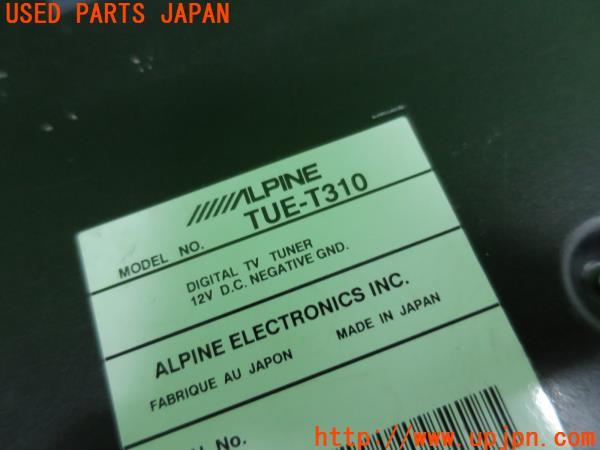 USED PARTS JAPAN
ALPINE
MODEL NO. TUE-T310
DIGITAL TV TUNER
12V D.C. NEGATIVE GND.
ALPINE ELECTRONICS INC.
FABRIQUE AU JAPON MADE IN JAPAN
No.
http://www.upjpn.com